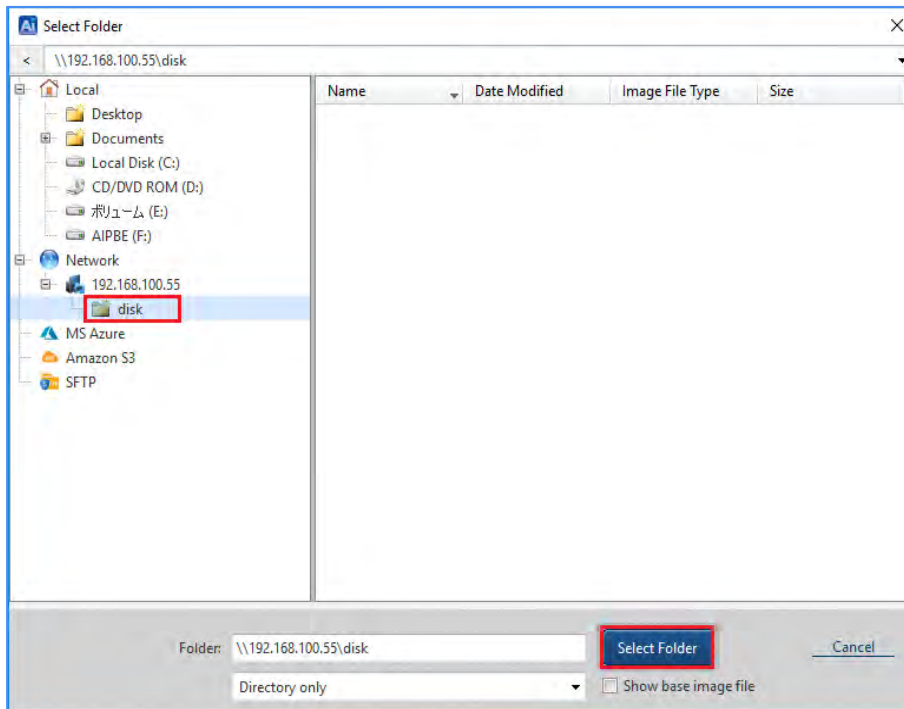 Ai Select Folder
< \\192.168.100.55\disk
Local
Desktop
Documents
Local Disk (C:)
CD/DVD ROM (D:)
ボリューム (E:)
AIPBE (F:)
Network
192.168.100.55
disk
MS Azure
Amazon S3
SFTP
Name Date Modified Image File Type Size
Folder: \\192.168.100.55\disk Select Folder Cancel
Directory only Show base image file